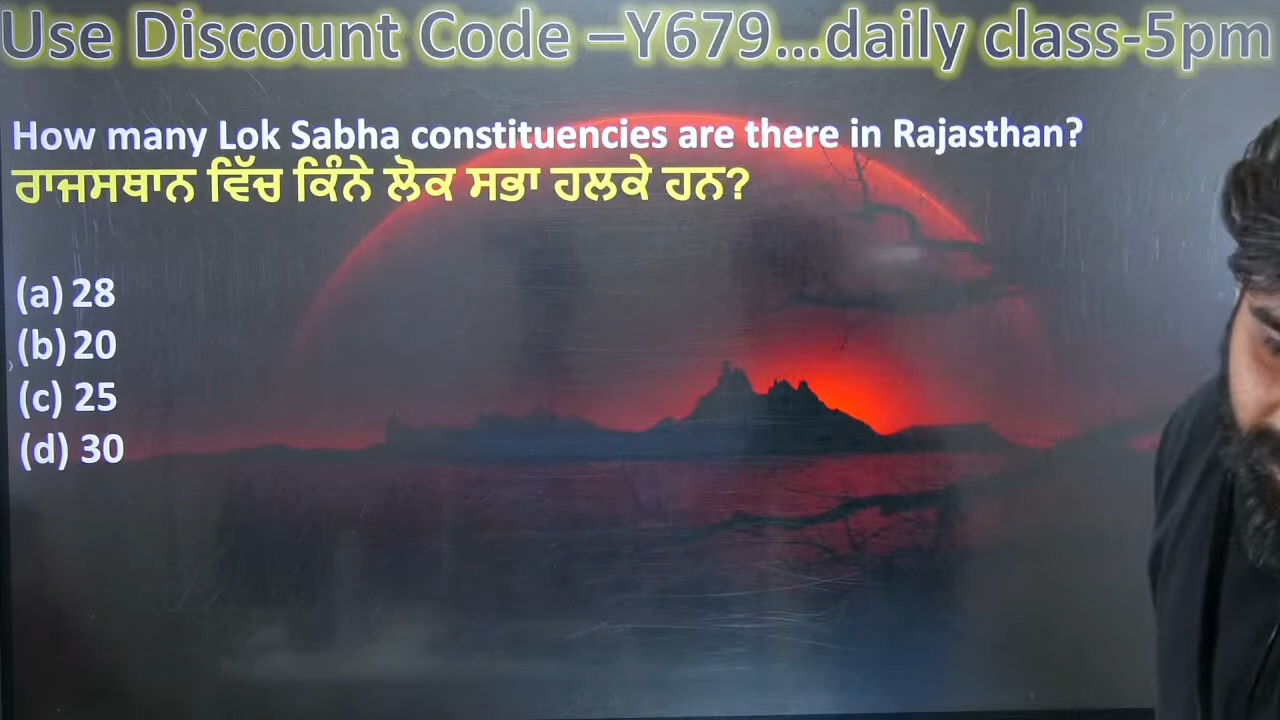 Use Discount Code –Y679...daily class-5pm
How many Lok Sabha constituencies are there in Rajasthan?
ਰਾਜਸਥਾਨ ਵਿੱਚ ਕਿੰਨੇ ਲੋਕ ਸਭਾ ਹਲਕੇ ਹਨ?
(a) 28
(b) 20
(c) 25
(d) 30